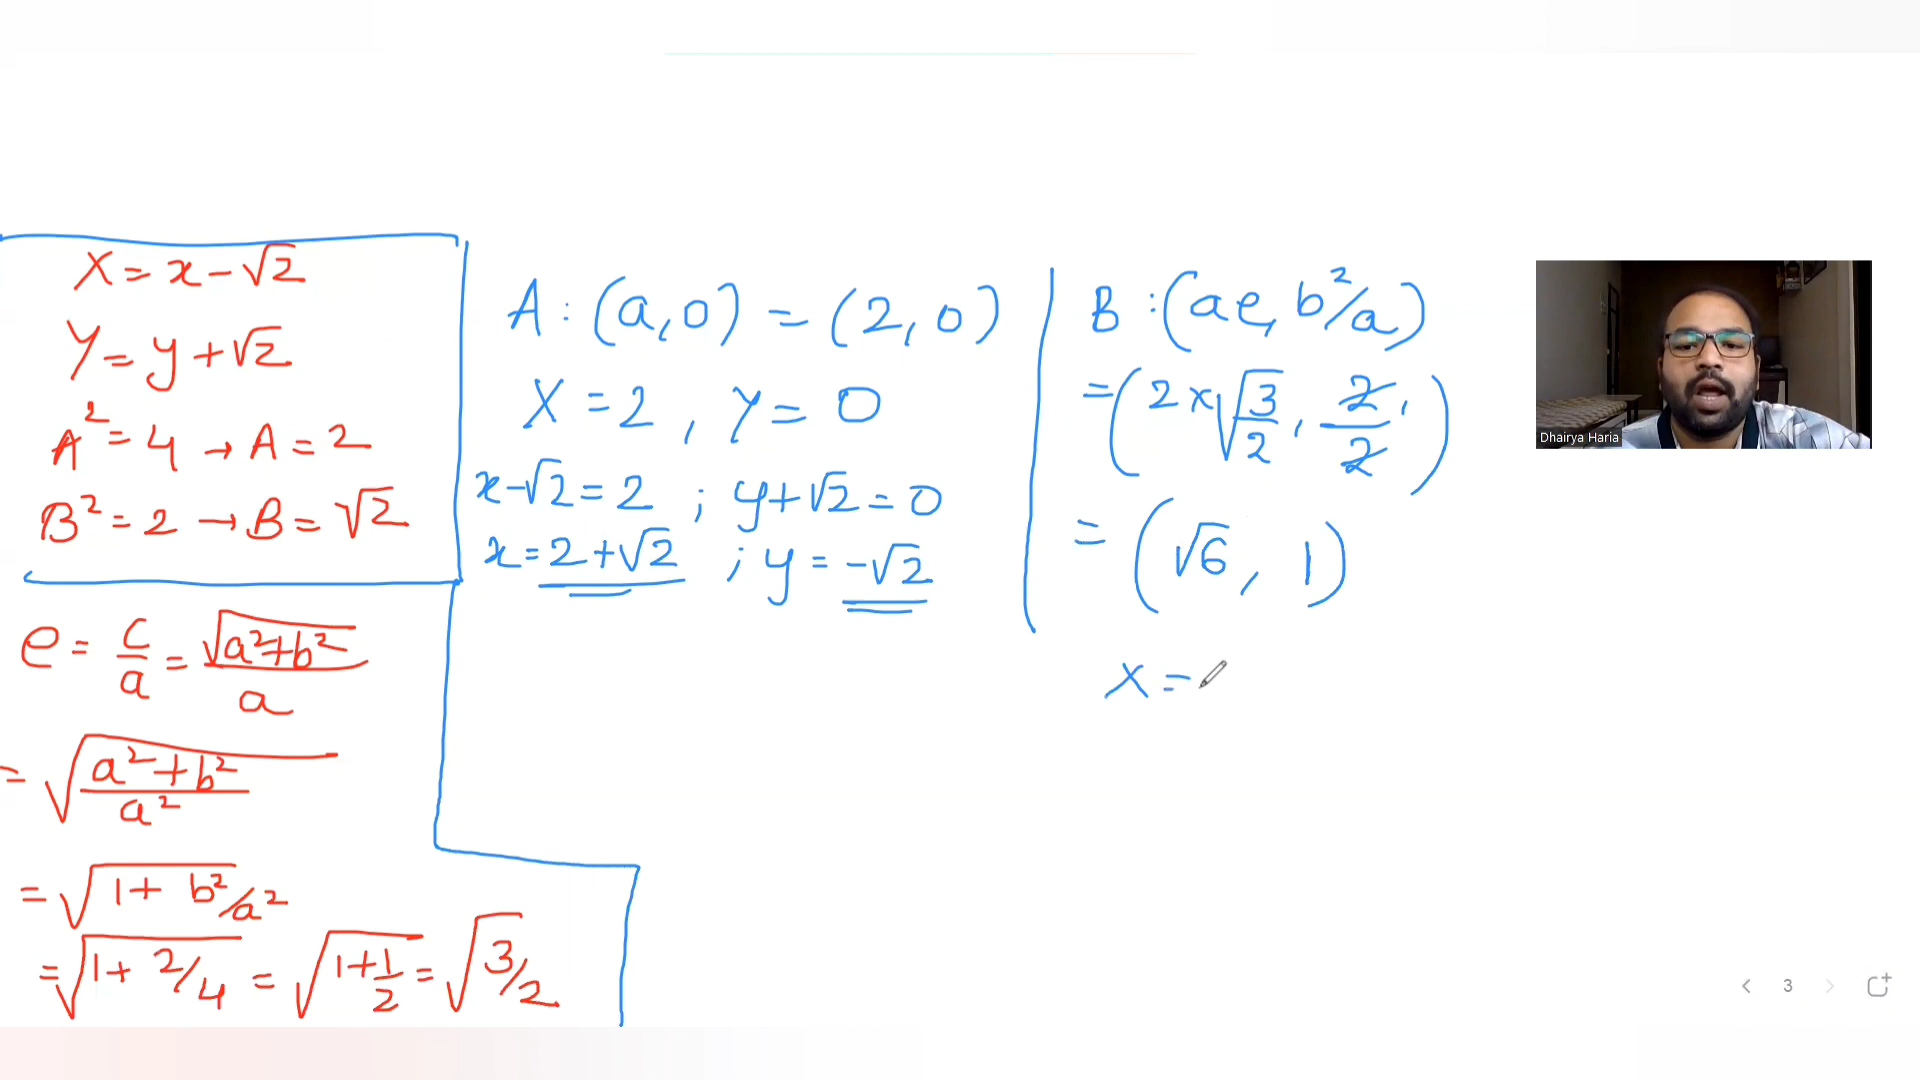 X = x - √2
Y = y + √2
A² = 4 → A = 2
B² = 2 → B = √2
e = c/a = √(a²+b²)/a
= √((a²+b²)/a²)
= √(1 + b²/a²)
= √(1 + 2/4) = √(1+1/2) = √(3/2)
A : (a, 0) = (2, 0)
X = 2 , Y = 0
x-√2 = 2 ; y+√2 = 0
x = 2+√2 ; y = -√2
B : (ae, b²/a)
= (2×√(3/2), 2/2 1)
= (√6, 1)
X =
Dhairya Haria
3